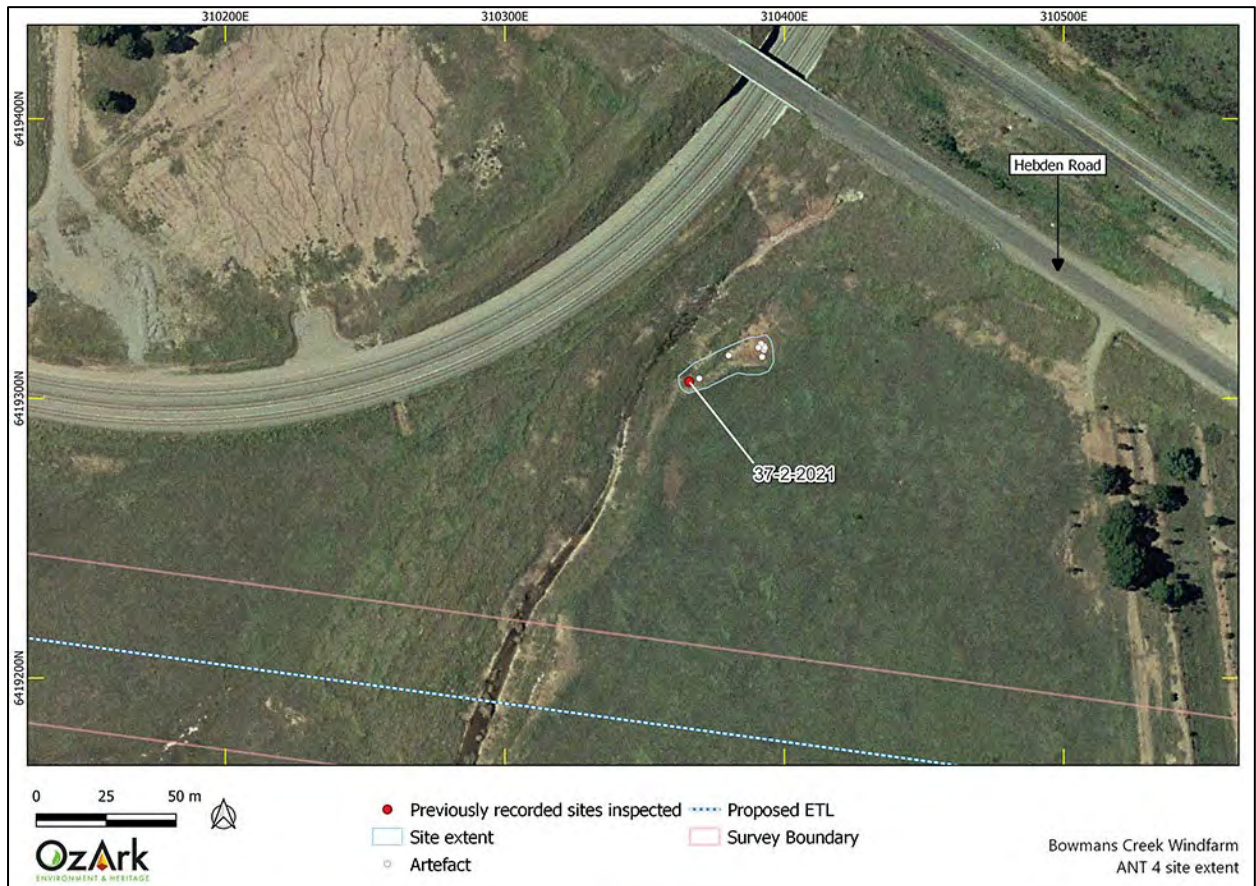 310200E
310300E
310400E
310500E
6419400N
6419300N
6419200N
Hebden Road
37-2-2021
0 25 50 m
Previously recorded sites inspected
Proposed ETL
Site extent
Survey Boundary
Artefact
OzArk
ENVIRONMENT & HERITAGE
Bowmans Creek Windfarm
ANT 4 site extent